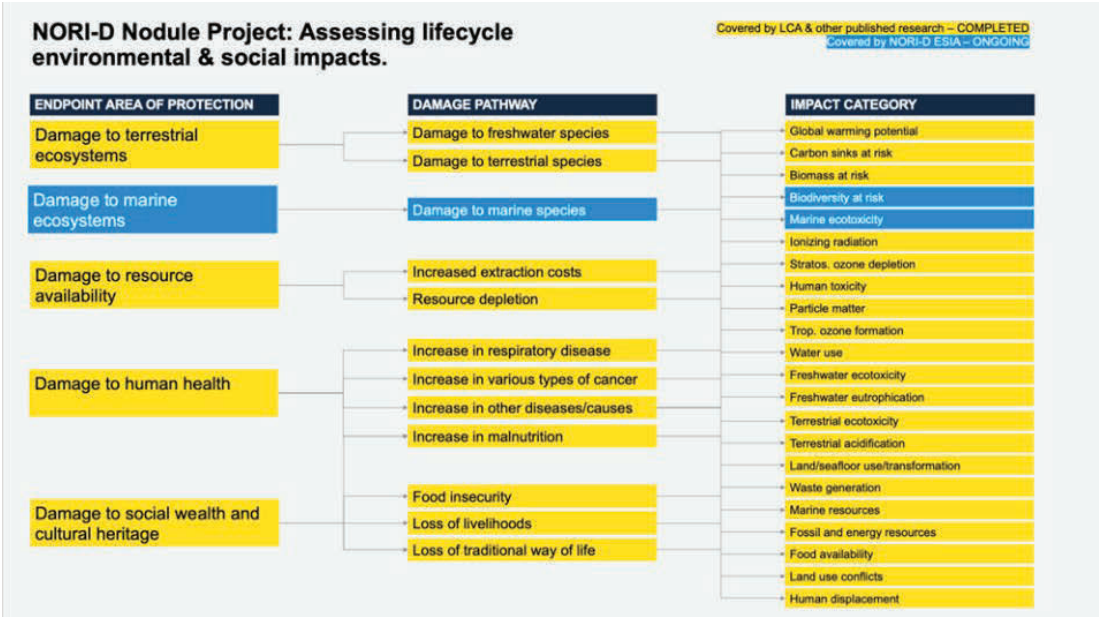 NORI-D Nodule Project: Assessing lifecycle
environmental & social impacts.
Covered by LCA & other published research – COMPLETED
Covered by NORI-D ESIA – ONGOING
ENDPOINT AREA OF PROTECTION
Damage to terrestrial
ecosystems
Damage to marine
ecosystems
Damage to resource
availability
Damage to human health
Damage to social wealth and
cultural heritage
DAMAGE PATHWAY
Damage to freshwater species
Damage to terrestrial species
Damage to marine species
Increased extraction costs
Resource depletion
Increase in respiratory disease
Increase in various types of cancer
Increase in other diseases/causes
Increase in malnutrition
Food insecurity
Loss of livelihoods
Loss of traditional way of life
IMPACT CATEGORY
Global warming potential
Carbon sinks at risk
Biomass at risk
Biodiversity at risk
Marine ecotoxicity
Ionizing radiation
Stratos. ozone depletion
Human toxicity
Particle matter
Trop. ozone formation
Water use
Freshwater ecotoxicity
Freshwater eutrophication
Terrestrial ecotoxicity
Terrestrial acidification
Land/seafloor use/transformation
Waste generation
Marine resources
Fossil and energy resources
Food availability
Land use conflicts
Human displacement